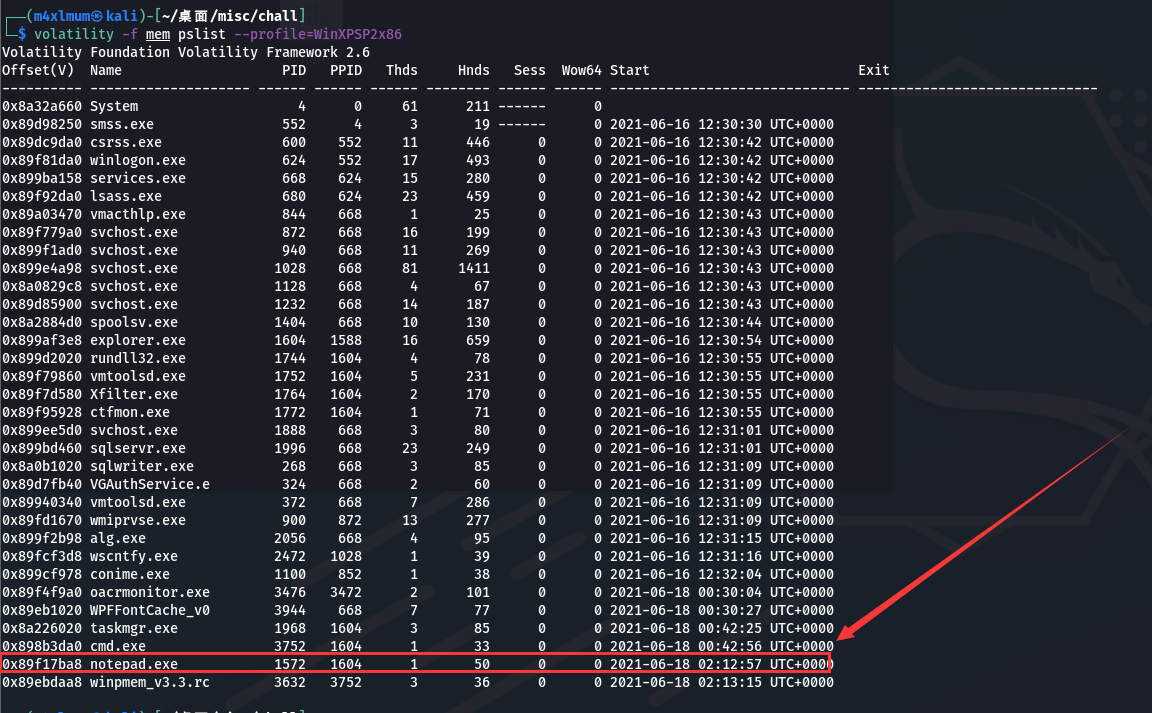 (m4xlmum㉿kali)-[~/桌面/misc/chall]
$ volatility -f mem pslist --profile=WinXPSP2x86
Volatility Foundation Volatility Framework 2.6
Offset(V) Name PID PPID Thds Hnds Sess Wow64 Start Exit
---------- -------------------- ------ ------ ------ -------- ------ ------ ------------------------------ ------------------------------
0x8a32a660 System 4 0 61 211 ------ 0
0x89d98250 smss.exe 552 4 3 19 ------ 0 2021-06-16 12:30:30 UTC+0000
0x89dc9da0 csrss.exe 600 552 11 446 0 0 2021-06-16 12:30:42 UTC+0000
0x89f81da0 winlogon.exe 624 552 17 493 0 0 2021-06-16 12:30:42 UTC+0000
0x899ba158 services.exe 668 624 15 280 0 0 2021-06-16 12:30:42 UTC+0000
0x89f92da0 lsass.exe 680 624 23 459 0 0 2021-06-16 12:30:42 UTC+0000
0x89a03470 vmacthlp.exe 844 668 1 25 0 0 2021-06-16 12:30:43 UTC+0000
0x89f779a0 svchost.exe 872 668 16 199 0 0 2021-06-16 12:30:43 UTC+0000
0x899f1ad0 svchost.exe 940 668 11 269 0 0 2021-06-16 12:30:43 UTC+0000
0x899e4a98 svchost.exe 1028 668 81 1411 0 0 2021-06-16 12:30:43 UTC+0000
0x8a0829c8 svchost.exe 1128 668 4 67 0 0 2021-06-16 12:30:43 UTC+0000
0x89d85900 svchost.exe 1232 668 14 187 0 0 2021-06-16 12:30:43 UTC+0000
0x8a2884d0 spoolsv.exe 1404 668 10 130 0 0 2021-06-16 12:30:44 UTC+0000
0x899af3e8 explorer.exe 1604 1588 16 659 0 0 2021-06-16 12:30:54 UTC+0000
0x899d2020 rundll32.exe 1744 1604 4 78 0 0 2021-06-16 12:30:55 UTC+0000
0x89f79860 vmtoolsd.exe 1752 1604 5 231 0 0 2021-06-16 12:30:55 UTC+0000
0x89f7d580 Xfilter.exe 1764 1604 2 170 0 0 2021-06-16 12:30:55 UTC+0000
0x89f95928 ctfmon.exe 1772 1604 1 71 0 0 2021-06-16 12:30:55 UTC+0000
0x899ee5d0 svchost.exe 1888 668 3 80 0 0 2021-06-16 12:31:01 UTC+0000
0x899bd460 sqlservr.exe 1996 668 23 249 0 0 2021-06-16 12:31:01 UTC+0000
0x8a0b1020 sqlwriter.exe 268 668 3 85 0 0 2021-06-16 12:31:09 UTC+0000
0x89d7fb40 VGAuthService.e 324 668 2 60 0 0 2021-06-16 12:31:09 UTC+0000
0x89940340 vmtoolsd.exe 372 668 7 286 0 0 2021-06-16 12:31:09 UTC+0000
0x89fd1670 wmiprvse.exe 900 872 13 277 0 0 2021-06-16 12:31:09 UTC+0000
0x899f2b98 alg.exe 2056 668 4 95 0 0 2021-06-16 12:31:15 UTC+0000
0x89fcf3d8 wscntfy.exe 2472 1028 1 39 0 0 2021-06-16 12:31:16 UTC+0000
0x899cf978 conime.exe 1100 852 1 38 0 0 2021-06-16 12:32:04 UTC+0000
0x89f4f9a0 oacrmonitor.exe 3476 3472 2 101 0 0 2021-06-18 00:30:04 UTC+0000
0x89eb1020 WPFFontCache_v0 3944 668 7 77 0 0 2021-06-18 00:30:27 UTC+0000
0x8a226020 taskmgr.exe 1968 1604 3 85 0 0 2021-06-18 00:42:25 UTC+0000
0x898b3da0 cmd.exe 3752 1604 1 33 0 0 2021-06-18 00:42:56 UTC+0000
0x89f17ba8 notepad.exe 1572 1604 1 50 0 0 2021-06-18 02:12:57 UTC+0000
0x89ebdaa8 winpmem_v3.3.rc 3632 3752 3 36 0 0 2021-06-18 02:13:15 UTC+0000